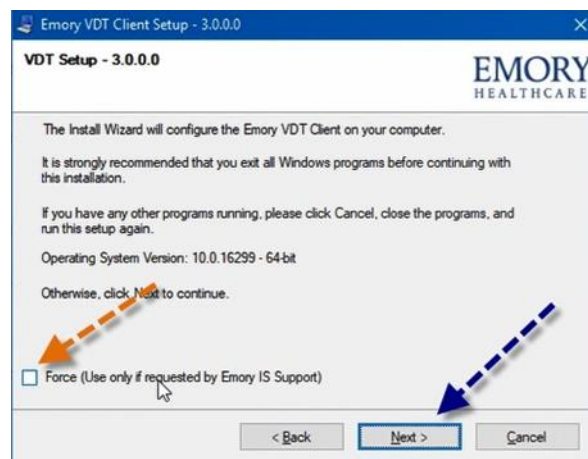 Emory VDT Client Setup - 3.0.0.0
VDT Setup - 3.0.0.0
EMORY
HEALTHCARE
The Install Wizard will configure the Emory VDT Client on your computer.
It is strongly recommended that you exit all Windows programs before continuing with
this installation.
If you have any other programs running, please click Cancel, close the programs, and
run this setup again.
Operating System Version: 10.0.16299 - 64-bit
Otherwise, click Next to continue.
Force (Use only if requested by Emory IS Support)
< Back
Next >
Cancel